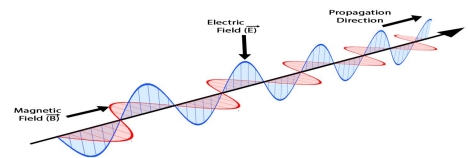 Electric
Field (E)
Propagation
Direction
Magnetic
Field (B)